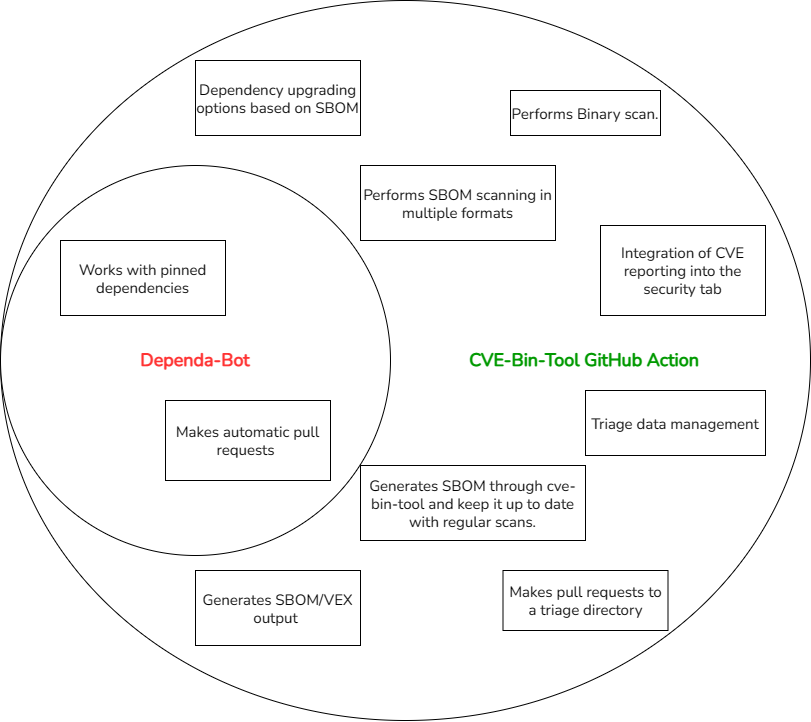 Dependency upgrading
options based on SBOM
Performs Binary scan.
Performs SBOM scanning in
multiple formats
Integration of CVE
reporting into the
security tab
Works with pinned
dependencies
Dependa-Bot
CVE-Bin-Tool GitHub Action
Makes automatic pull
requests
Triage data management
Generates SBOM through cve-
bin-tool and keep it up to date
with regular scans.
Generates SBOM/VEX
output
Makes pull requests to
a triage directory